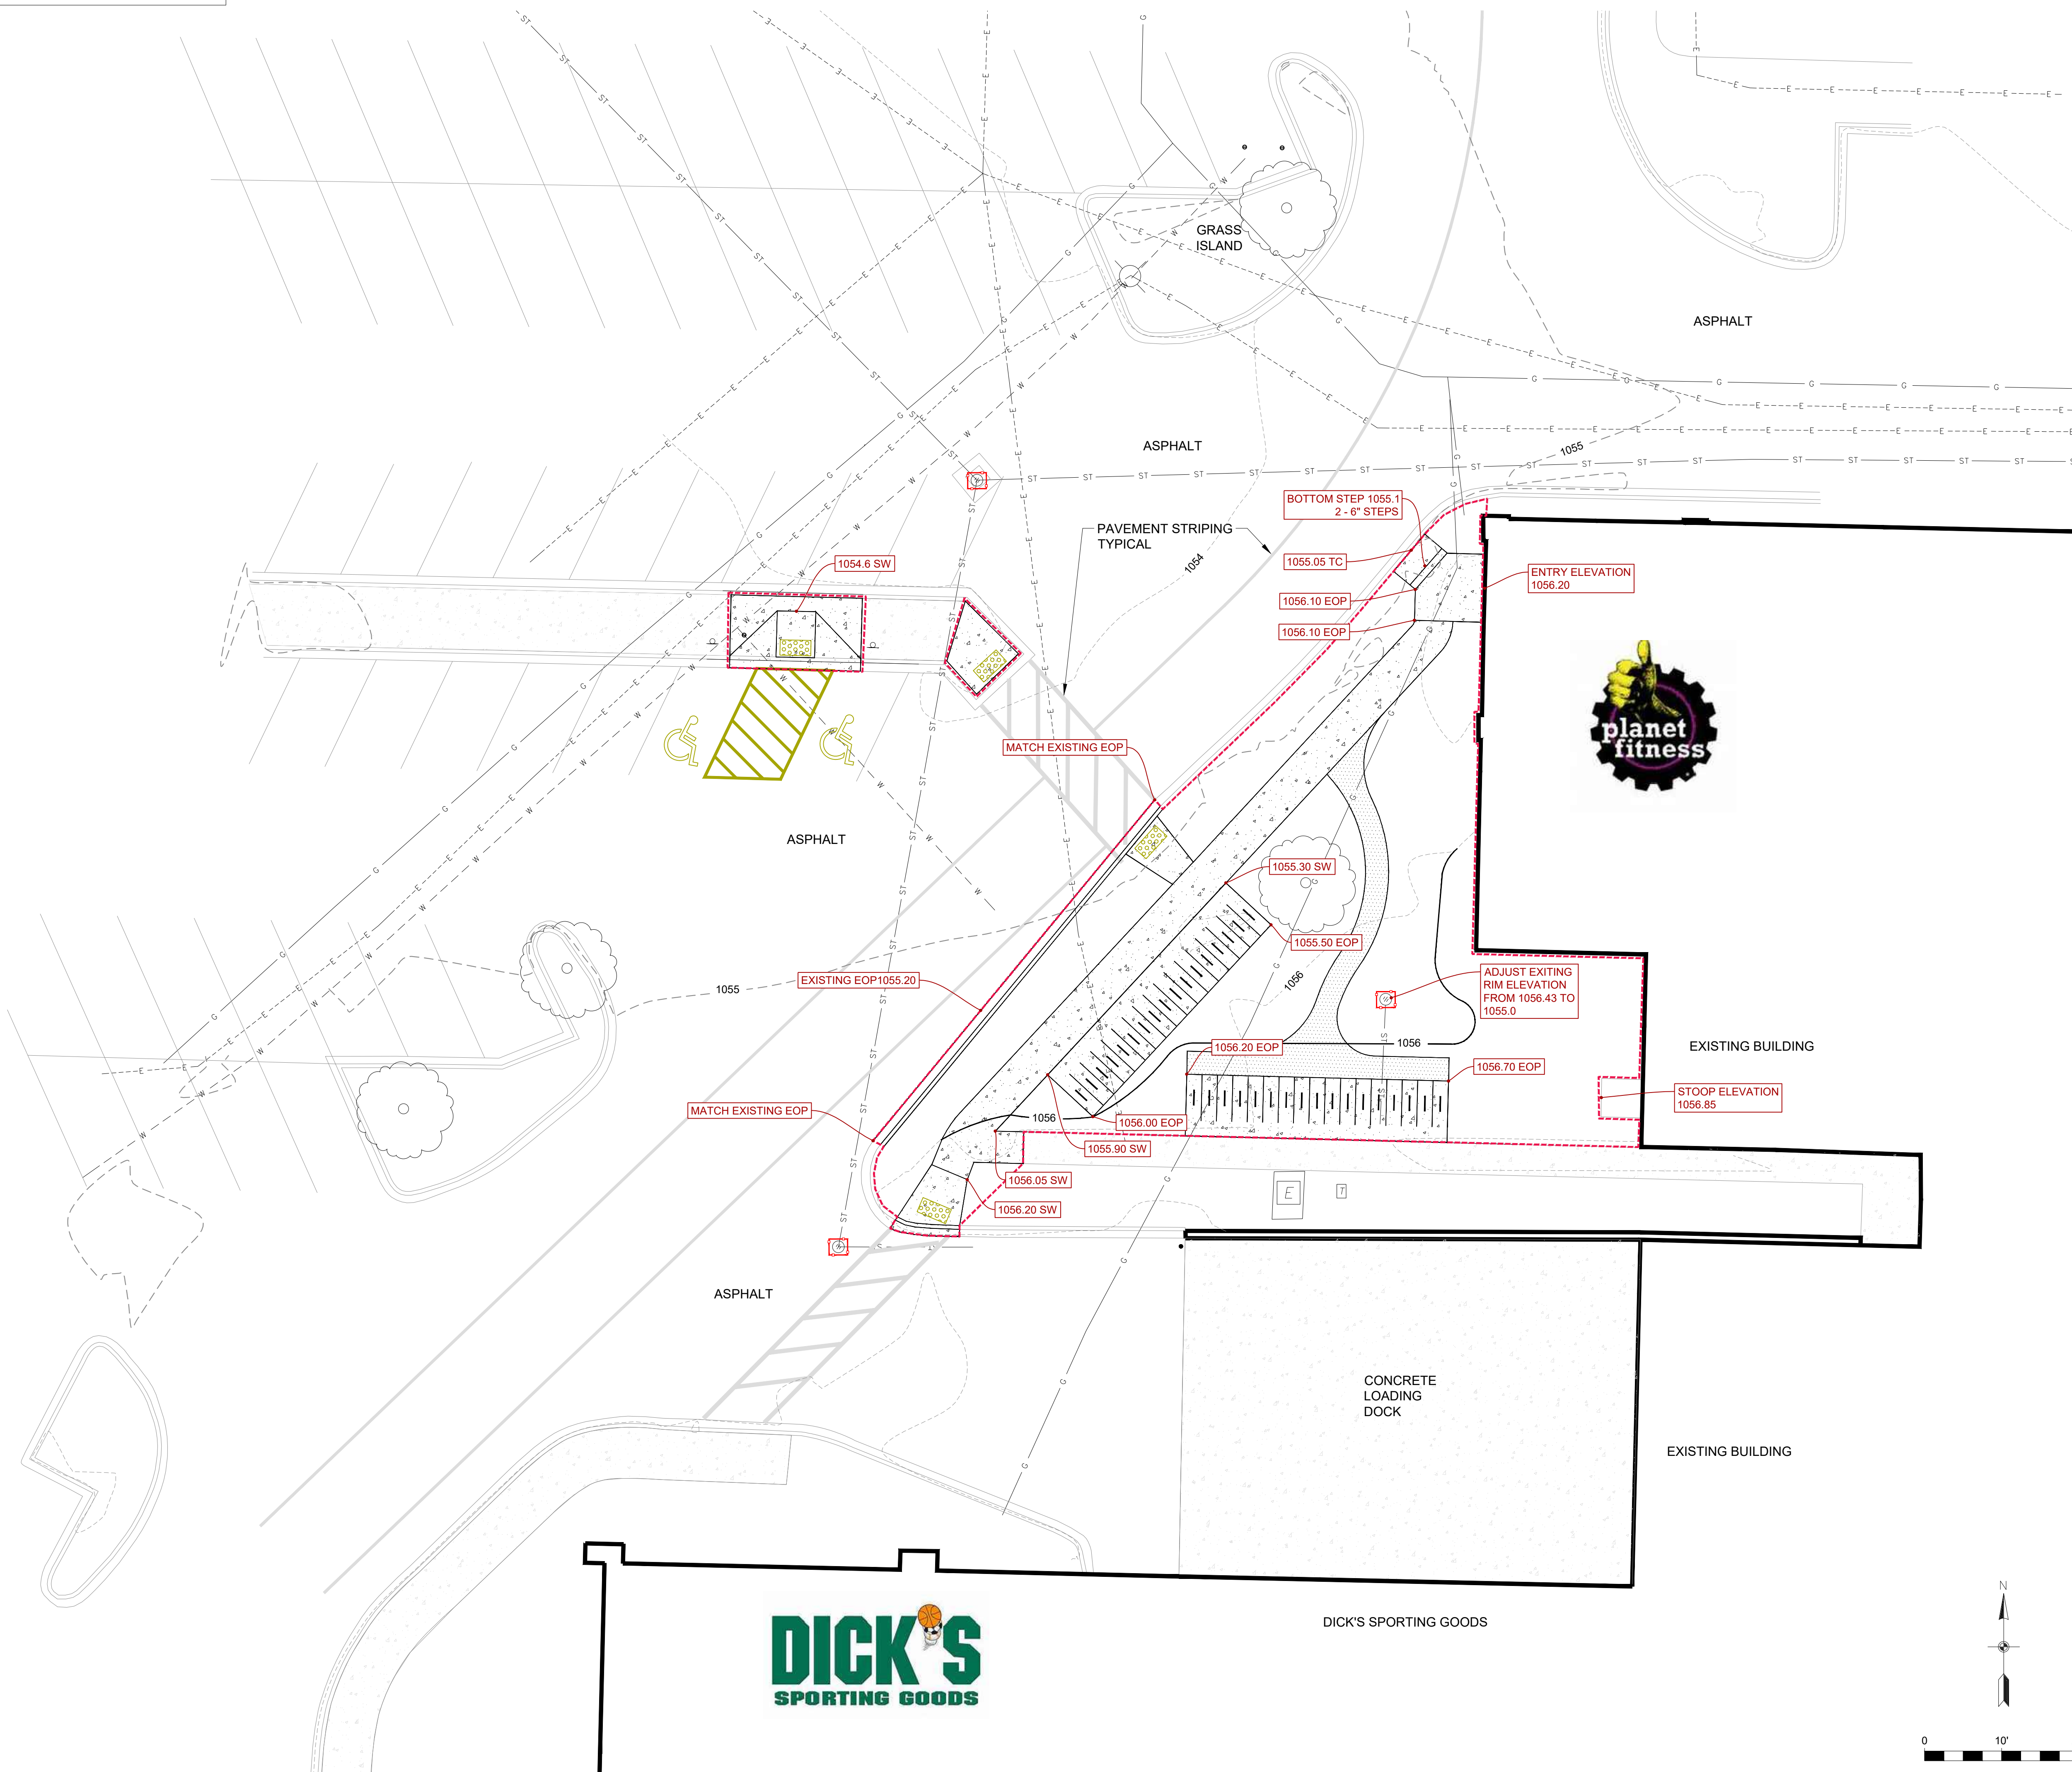 GRASS
ISLAND
ASPHALT
ASPHALT
1055
BOTTOM STEP 1055.1
2 - 6" STEPS
PAVEMENT STRIPING
TYPICAL
1054
1054.6 SW
1055.05 TC
ENTRY ELEVATION
1056.20
1056.10 EOP
1056.10 EOP
planet
fitness
MATCH EXISTING EOP
ASPHALT
1055.30 SW
1055.50 EOP
EXISTING EOP1055.20
1055
1056
ADJUST EXITING
RIM ELEVATION
FROM 1056.43 TO
1055.0
1056.20 EOP
1056
EXISTING BUILDING
1056.70 EOP
STOOP ELEVATION
1056.85
MATCH EXISTING EOP
1056
1056.00 EOP
1055.90 SW
1056.05 SW
1056.20 SW
E
T
ASPHALT
CONCRETE
LOADING
DOCK
EXISTING BUILDING
DICK'S
SPORTING GOODS
DICK'S SPORTING GOODS
N
0 10'